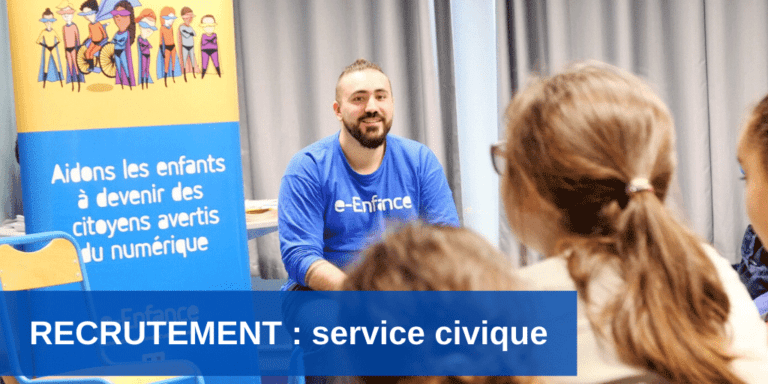 Aidons les enfants
à devenir des
citoyens avertis
du numérique
e-Enfance
RECRUTEMENT : service civique